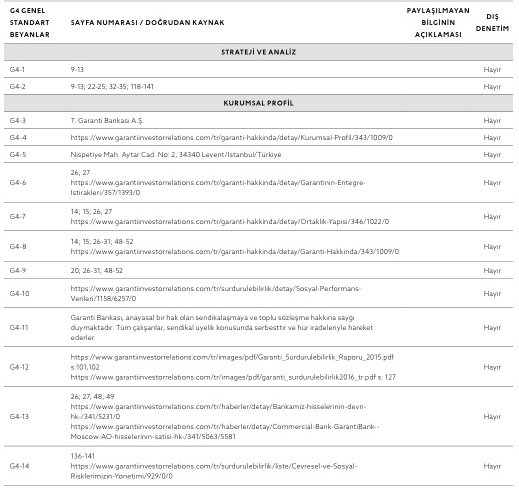 G4 GENEL STANDART BEYANLAR
SAYFA NUMARASI / DOĞRUDAN KAYNAK
PAYLAŞILMAYAN BİLGİNİN AÇIKLAMASI
DIŞ DENETİM
STRATEJİ VE ANALİZ
G4-1 9-13 Hayır
G4-2 9-13; 22-25; 32-35; 118-141 Hayır
KURUMSAL PROFİL
G4-3 T. Garanti Bankası A.Ş. Hayır
G4-4 https://www.garantiinvestorrelations.com/tr/garanti-hakkinda/detay/Kurumsal-Profil/343/1009/0 Hayır
G4-5 Nispetiye Mah. Aytar Cad. No: 2, 34340 Levent/İstanbul/Türkiye Hayır
26; 27
G4-6 https://www.garantiinvestorrelations.com/tr/garanti-hakkinda/detay/Garantinin-Entegre- Hayır
Istirakleri/357/1393/0
14; 15; 26; 27
G4-7 Hayır
https://www.garantiinvestorrelations.com/tr/garanti-hakkinda/detay/Ortaklik-Yapisi/346/1022/0
14; 15; 26-31; 48-52
G4-8 Hayır
https://www.garantiinvestorrelations.com/tr/garanti-hakkinda/detay/Garanti-Hakkinda/343/1009/0
G4-9 20; 26-31; 48-52 Hayır
https://www.garantiinvestorrelations.com/tr/surdurulebilirlik/detay/Sosyal-Performans-
G4-10 Hayır
Verileri/1158/6257/0
Garanti Bankası, anayasal bir hak olan sendikalaşmaya ve toplu sözleşme hakkına saygı
G4-11 duymaktadır. Tüm çalışanlar, sendikal üyelik konusunda serbesttir ve hür iradeleriyle hareket Hayır
ederler.
https://www.garantiinvestorrelations.com/tr/images/pdf/Garanti_Surdurulebilirlik_Raporu_2015.pdf
G4-12 s:101,102 Hayır
https://www.garantiinvestorrelations.com/tr/images/pdf/garanti_surdurulebilirlik2016_tr.pdf s: 127
26; 27; 48; 49
https://www.garantiinvestorrelations.com/tr/haberler/detay/Bankamiz-hisselerinin-devri-
G4-13 hk-/341/5231/0 Hayır
https://www.garantiinvestorrelations.com/tr/haberler/detay/Commercial-Bank-GarantiBank--
Moscow-AO-hisselerinin-satisi-hk-/341/5063/5581
136-141
G4-14 https://www.garantiinvestorrelations.com/tr/surdurulebilirlik/liste/Cevresel-ve-Sosyal- Hayır
Risklerimizin-Yonetimi/929/0/0